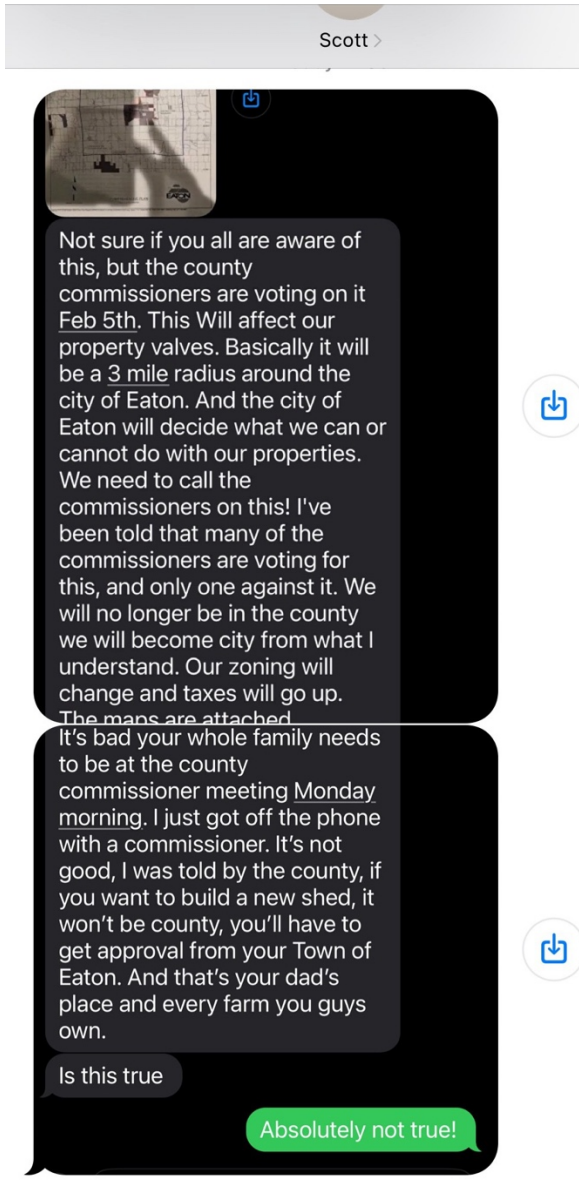 Scott
EATON
Not sure if you all are aware of
this, but the county
commissioners are voting on it
Feb 5th. This Will affect our
property valves. Basically it will
be a 3 mile radius around the
city of Eaton. And the city of
Eaton will decide what we can or
cannot do with our properties.
We need to call the
commissioners on this! I've
been told that many of the
commissioners are voting for
this, and only one against it. We
will no longer be in the county
we will become city from what I
understand. Our zoning will
change and taxes will go up.
The maps are attached
It’s bad your whole family needs
to be at the county
commissioner meeting Monday
morning. I just got off the phone
with a commissioner. It’s not
good, I was told by the county, if
you want to build a new shed, it
won’t be county, you’ll have to
get approval from your Town of
Eaton. And that’s your dad’s
place and every farm you guys
own.
Is this true
Absolutely not true!